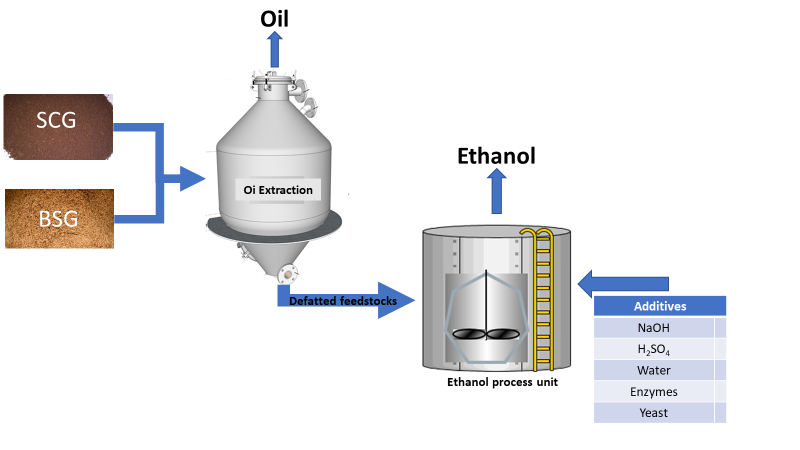 Oil
SCG
BSG
Oi Extraction
Ethanol
Defatted feedstocks
Ethanol process unit
Additives
NaOH
H₂SO₄
Water
Enzymes
Yeast